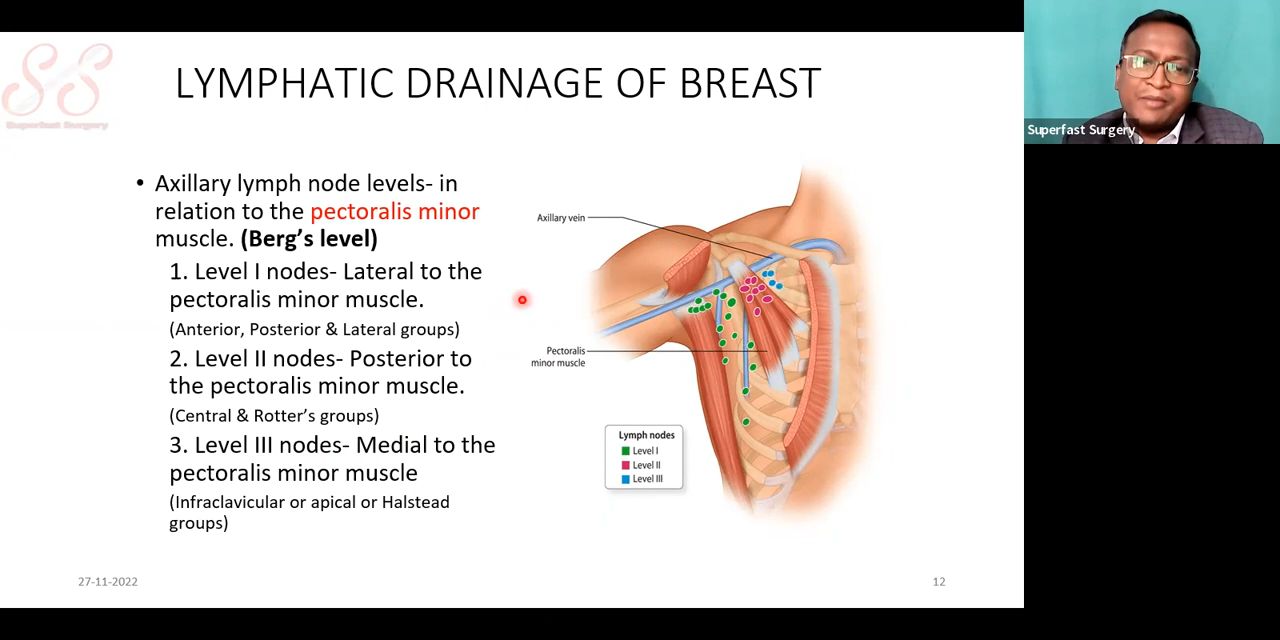 Superfast Surgery
LYMPHATIC DRAINAGE OF BREAST
• Axillary lymph node levels- in
relation to the pectoralis minor
muscle. (Berg's level)
1. Level I nodes- Lateral to the
pectoralis minor muscle.
(Anterior, Posterior & Lateral groups)
2. Level II nodes- Posterior to
the pectoralis minor muscle.
(Central & Rotter's groups)
3. Level III nodes- Medial to the
pectoralis minor muscle
(Infraclavicular or apical or Halstead
groups)
Axillary vein
Pectoralis
minor muscle
Lymph nodes
Level I
Level II
Level III
27-11-2022
12
Superfast Surgery